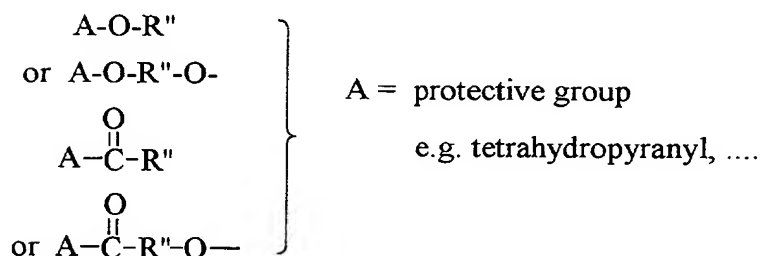 A-O-R"
or A-O-R"-O-
A = protective group
O
A-C-R"
e.g. tetrahydropyranyl, ....
O
or A-C-R"-O-